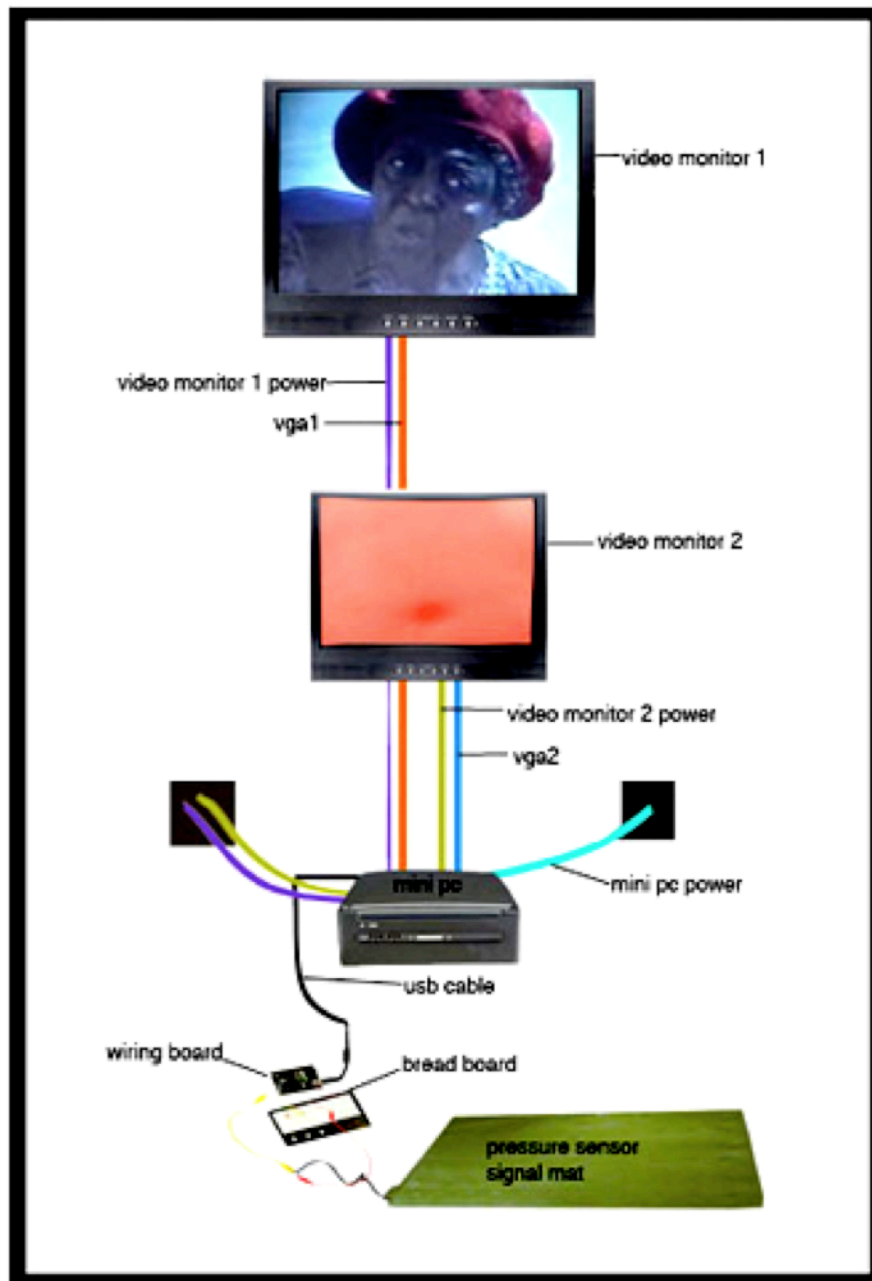 video monitor 1
video monitor 1 power
vga1
video monitor 2
video monitor 2 power
vga2
mini pc
mini pc power
usb cable
wiring board
bread board
pressure sensor
signal mat